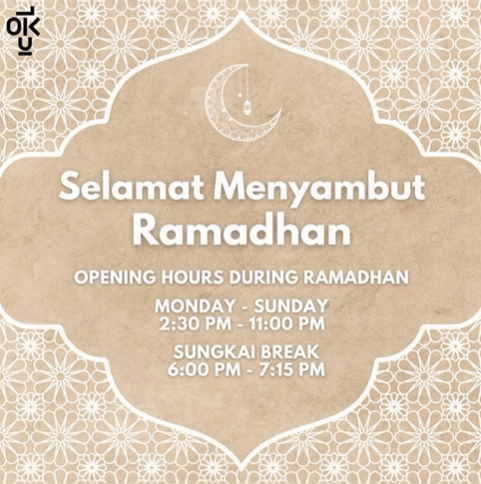 TOKU
Selamat Menyambut
Ramadhan
OPENING HOURS DURING RAMADHAN
MONDAY - SUNDAY
2:30 PM - 11:00 PM
SUNGKAI BREAK
6:00 PM - 7:15 PM